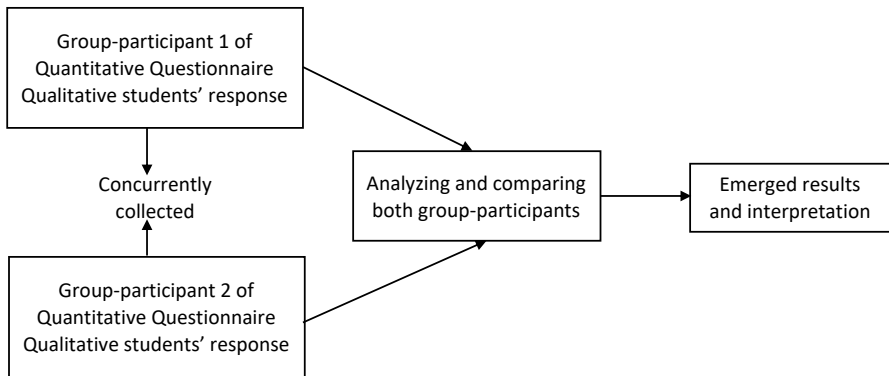 Group-participant 1 of
Quantitative Questionnaire
Qualitative students’ response
Concurrently
collected
Group-participant 2 of
Quantitative Questionnaire
Qualitative students’ response
Analyzing and comparing
both group-participants
Emerged results
and interpretation